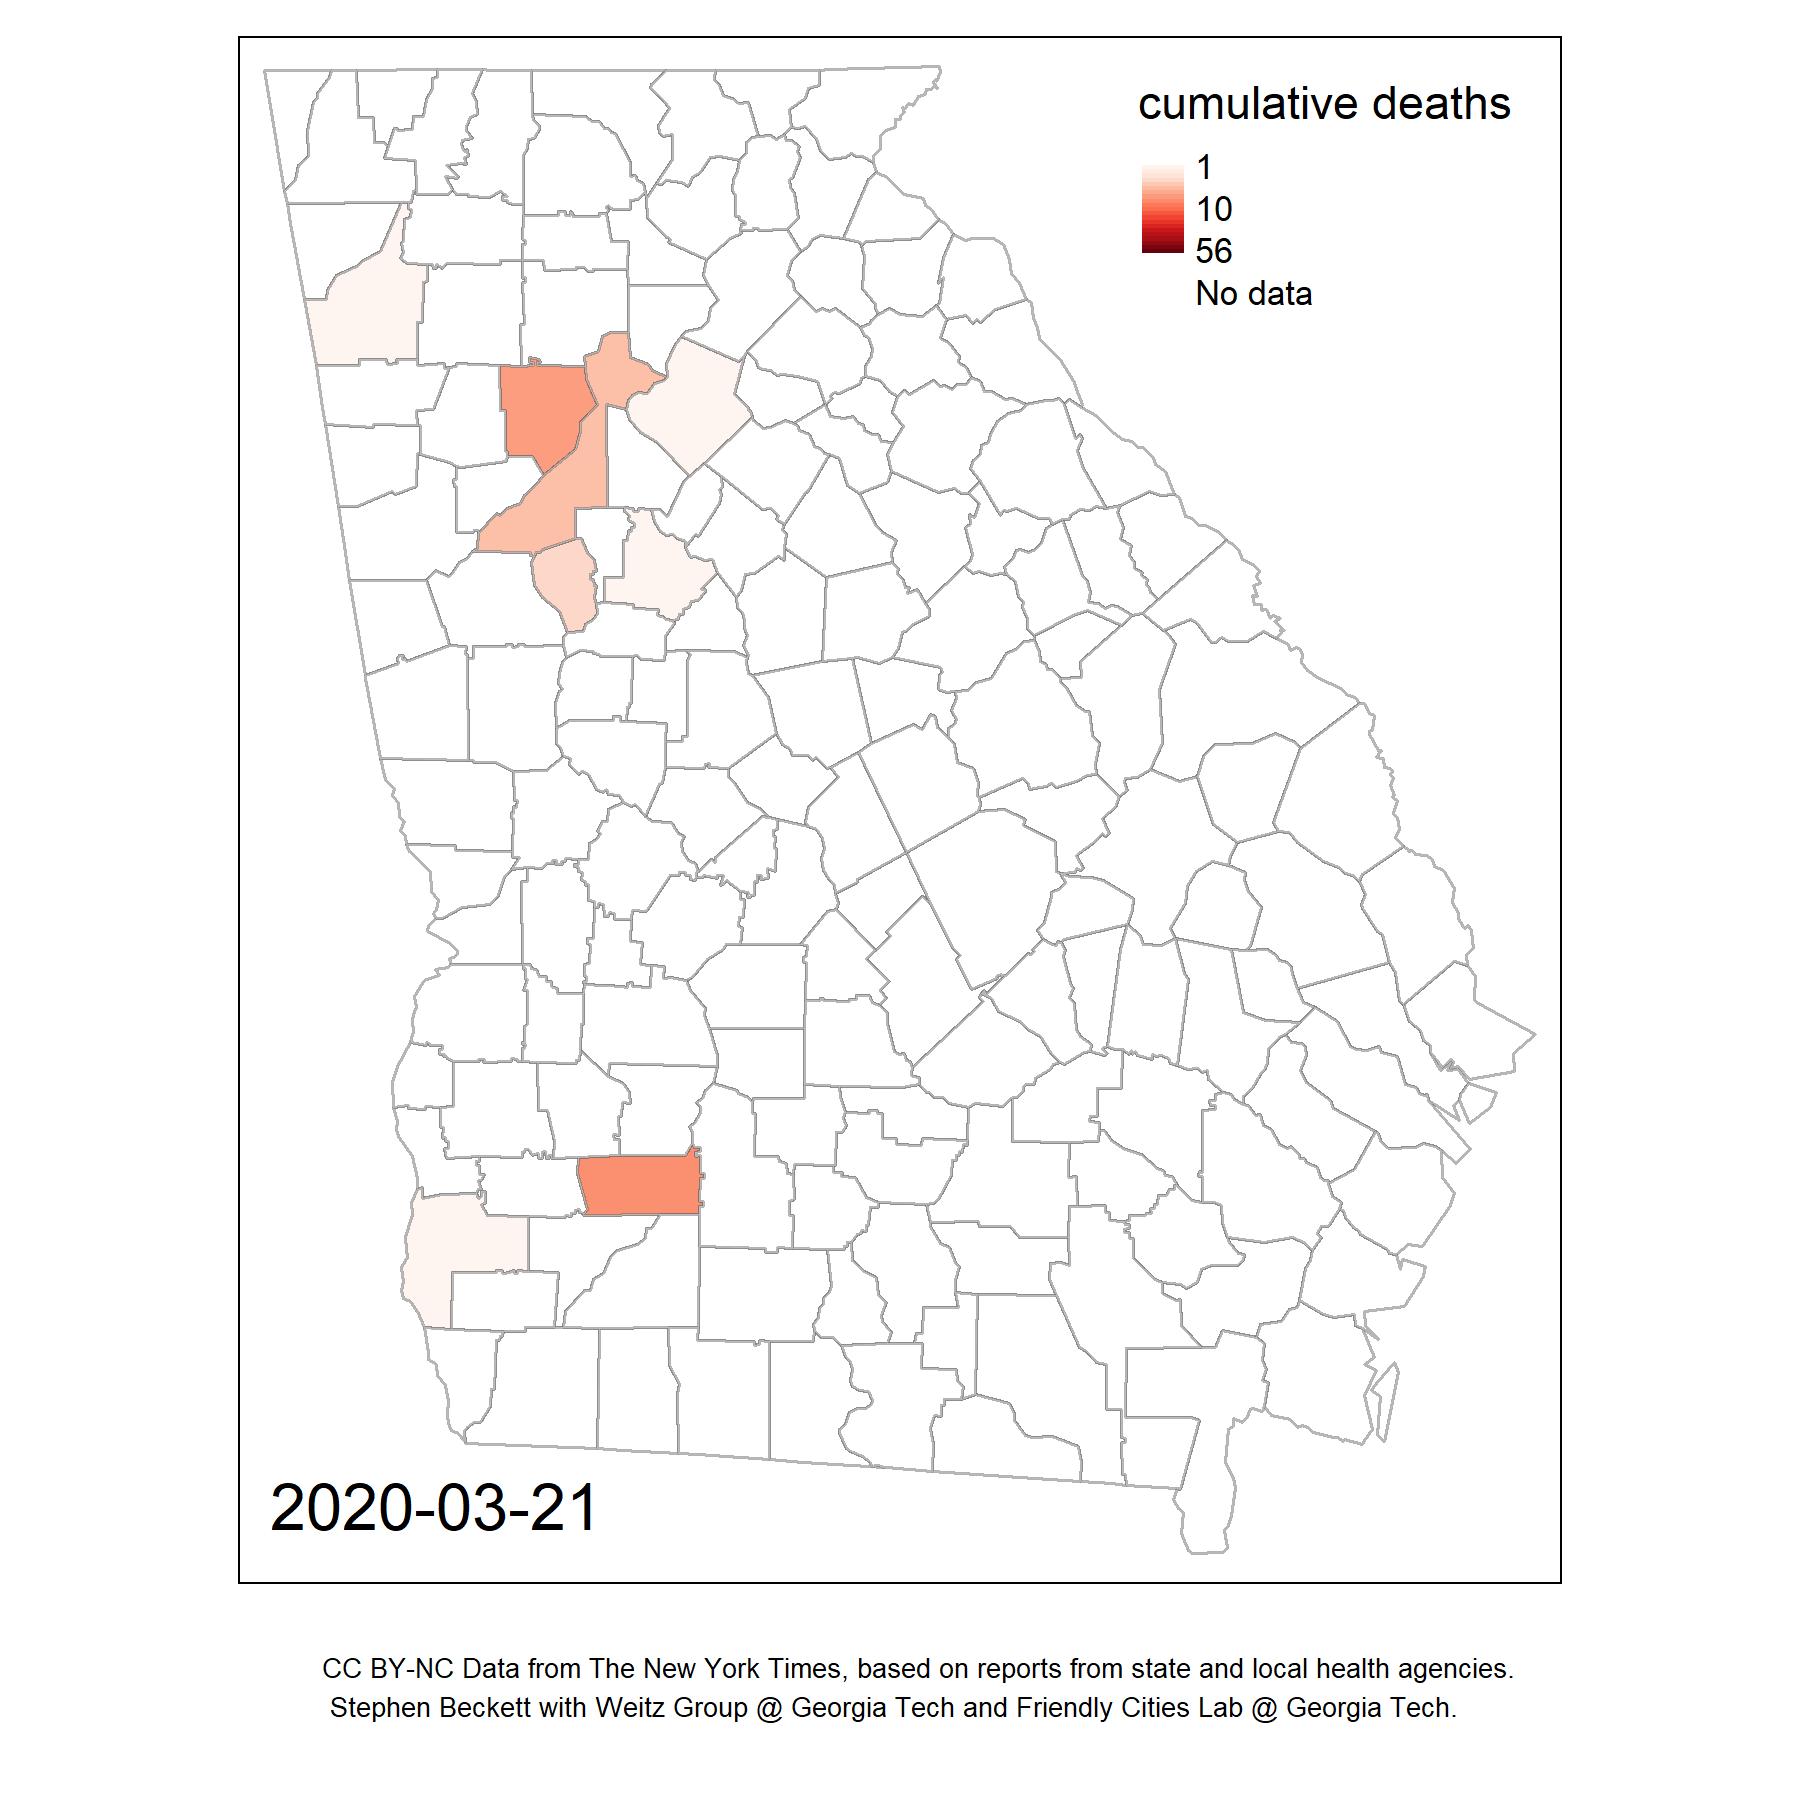 cumulative deaths
1
10
56
No data
2020-03-21
CC BY-NC Data from The New York Times, based on reports from state and local health agencies.
Stephen Beckett with Weitz Group @ Georgia Tech and Friendly Cities Lab @ Georgia Tech.